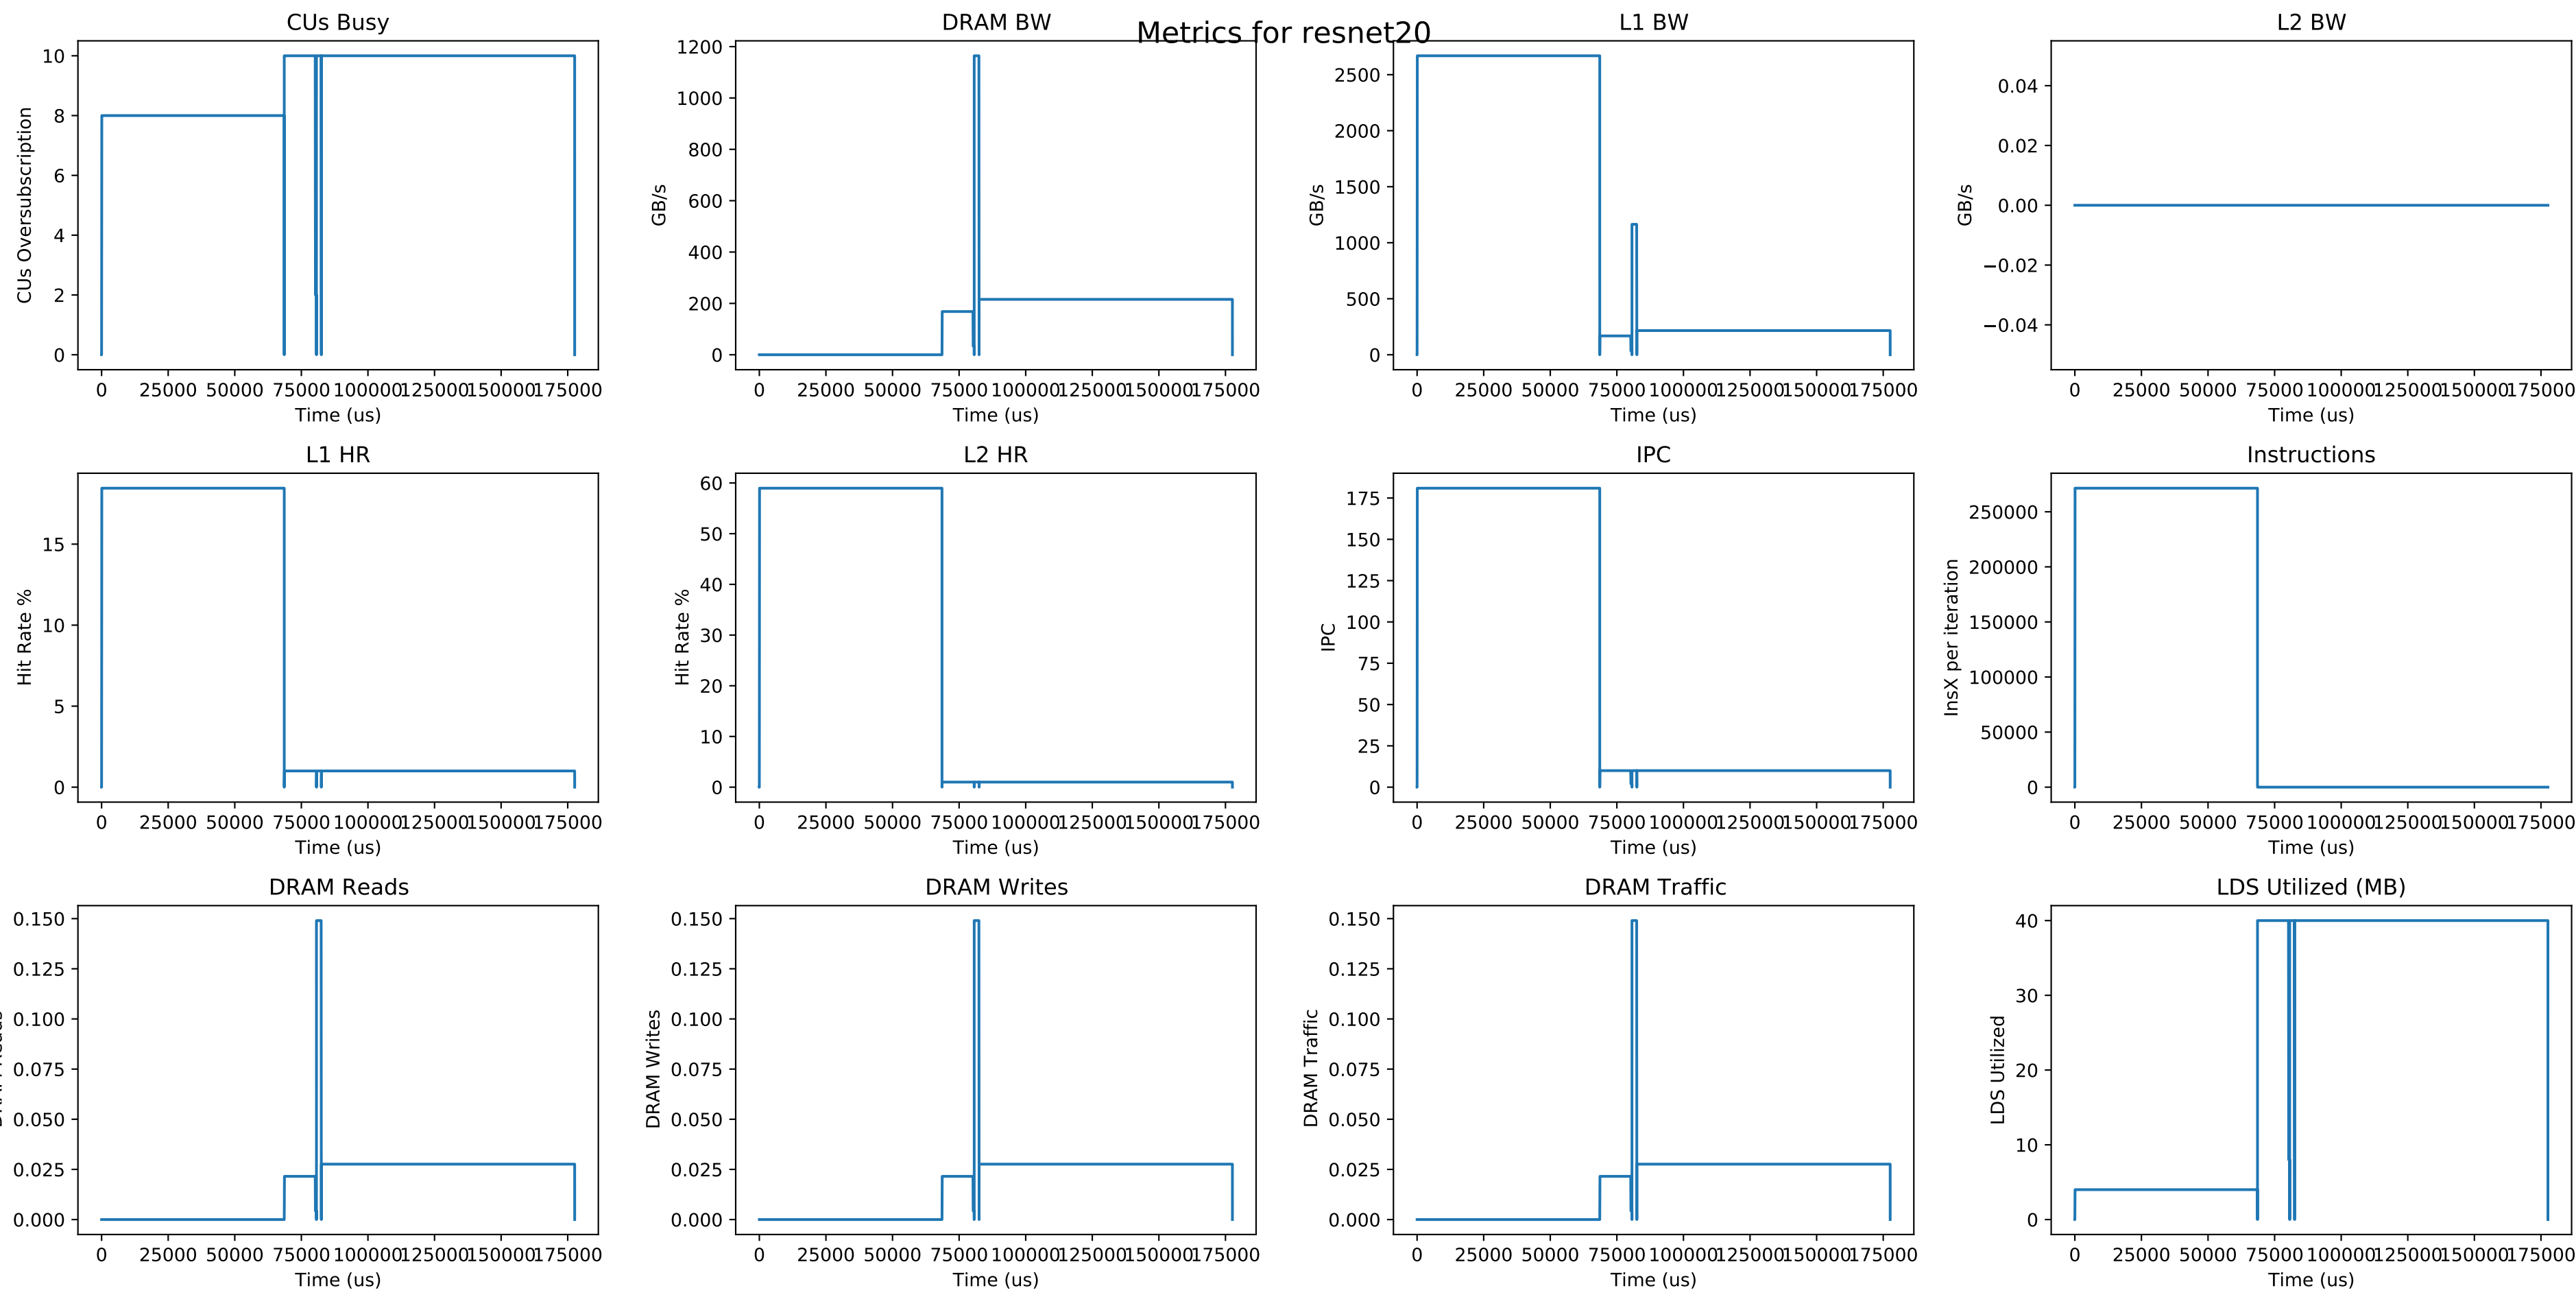 Metrics for resnet20
CUs Busy
CUs Oversubscription
10
8
6
4
2
0
0 25000 50000 75000 100000 125000 150000 175000
Time (us)
DRAM BW
GB/s
1200
1000
800
600
400
200
0
0 25000 50000 75000 100000 125000 150000 175000
Time (us)
L1 BW
GB/s
2500
2000
1500
1000
500
0
0 25000 50000 75000 100000 125000 150000 175000
Time (us)
L2 BW
GB/s
0.04
0.02
0.00
−0.02
−0.04
0 25000 50000 75000 100000 125000 150000 175000
Time (us)
L1 HR
Hit Rate %
15
10
5
0
0 25000 50000 75000 100000 125000 150000 175000
Time (us)
L2 HR
Hit Rate %
60
50
40
30
20
10
0
0 25000 50000 75000 100000 125000 150000 175000
Time (us)
IPC
IPC
175
150
125
100
75
50
25
0
0 25000 50000 75000 100000 125000 150000 175000
Time (us)
Instructions
InsX per iteration
250000
200000
150000
100000
50000
0
0 25000 50000 75000 100000 125000 150000 175000
Time (us)
DRAM Reads
0.150
0.125
0.100
0.075
0.050
0.025
0.000
0 25000 50000 75000 100000 125000 150000 175000
Time (us)
DRAM Writes
DRAM Writes
0.150
0.125
0.100
0.075
0.050
0.025
0.000
0 25000 50000 75000 100000 125000 150000 175000
Time (us)
DRAM Traffic
DRAM Traffic
0.150
0.125
0.100
0.075
0.050
0.025
0.000
0 25000 50000 75000 100000 125000 150000 175000
Time (us)
LDS Utilized (MB)
LDS Utilized
40
30
20
10
0
0 25000 50000 75000 100000 125000 150000 175000
Time (us)